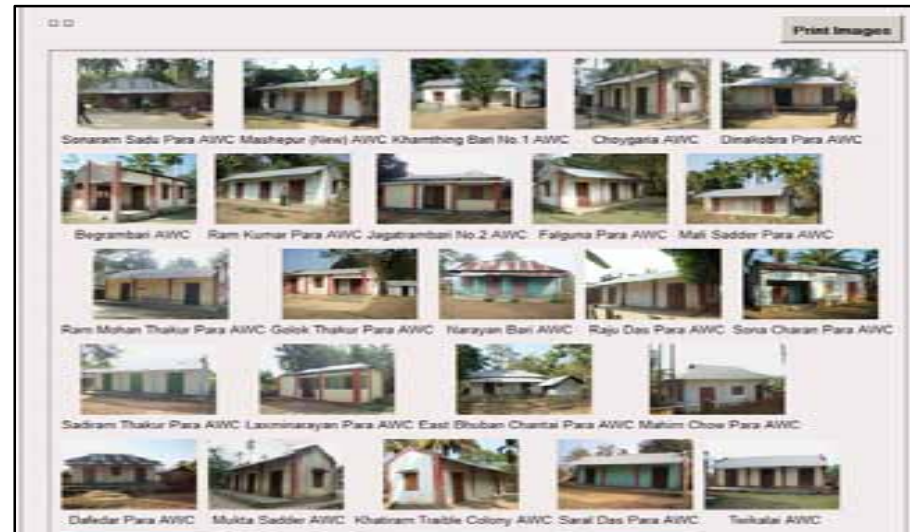 Print Images
Sonaram Sadu Para AWC Mashepur (New) AWC Khamthing Bari No.1 AWC Choygaria AWC Dinakobra Para AWC
Begrambari AWC Ram Kumar Para AWC Jagatrambari No.2 AWC Falguna Para AWC Mali Sadder Para AWC
Ram Mohan Thakur Para AWC Golok Thakur Para AWC Narayan Bari AWC Raju Das Para AWC Sona Charan Para AWC
Sadiram Thakur Para AWC Laxminarayan Para AWC East Bhuban Chantai Para AWC Mahim Chow Para AWC
Dafedar Para AWC Mukta Sadder AWC Khatiram Traible Colony AWC Saral Das Para AWC Twikalai AWC